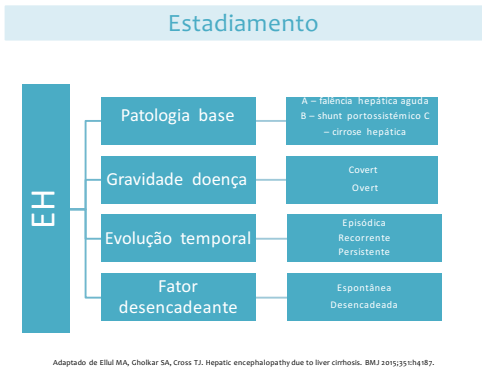 Estadiamento
EH
Patologia base
A – falência hepática aguda
B – shunt portossistémico C
– cirrose hepática
Gravidade doença
Covert
Overt
Evolução temporal
Episódica
Recorrente
Persistente
Fator
desencadeante
Espontânea
Desencadeada
Adaptado de Ellul MA, Gholkar SA, Cross TJ. Hepatic encephalopathy due to liver cirrhosis. BMJ 2015;351:h4187.